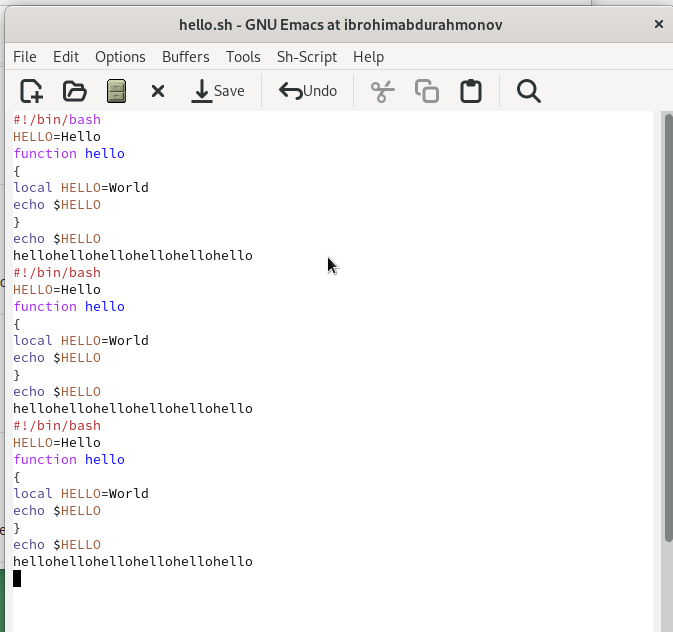 hello.sh - GNU Emacs at ibrohimabdurahmonov
File Edit Options Buffers Tools Sh-Script Help
Save Undo
#!/bin/bash
HELLO=Hello
function hello
{
local HELLO=World
echo $HELLO
}
echo $HELLO
hellohellohellohellohellohello
#!/bin/bash
HELLO=Hello
function hello
{
local HELLO=World
echo $HELLO
}
echo $HELLO
hellohellohellohellohellohello
#!/bin/bash
HELLO=Hello
function hello
{
local HELLO=World
echo $HELLO
}
echo $HELLO
hellohellohellohellohellohello